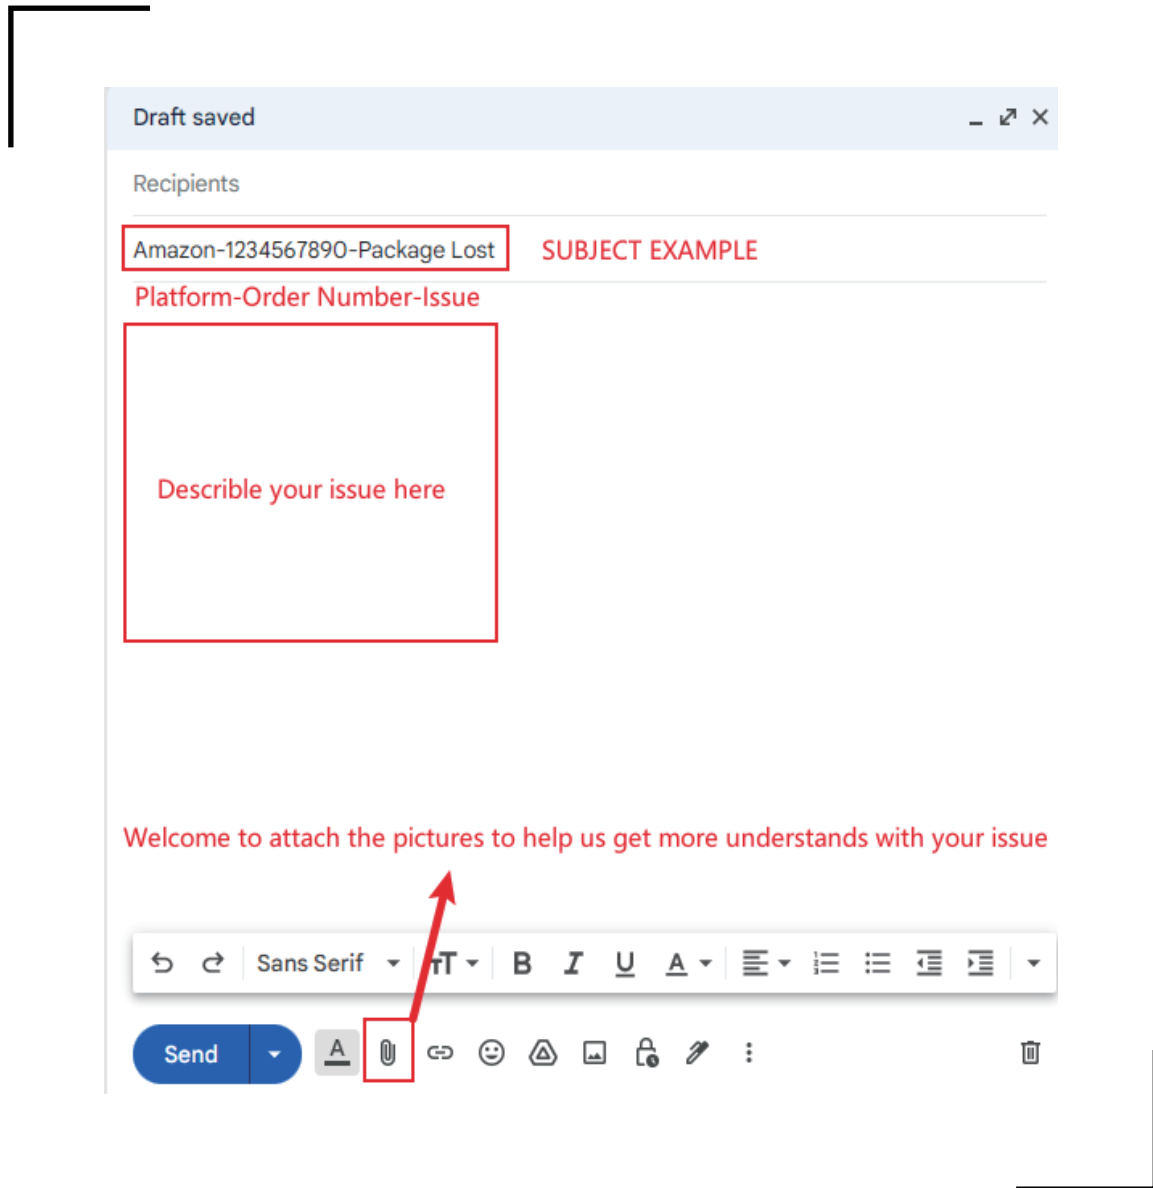 Draft saved
Recipients
Amazon-1234567890-Package Lost SUBJECT EXAMPLE
Platform-Order Number-Issue
Describle your issue here
Welcome to attach the pictures to help us get more understands with your issue
Sans Serif
Send